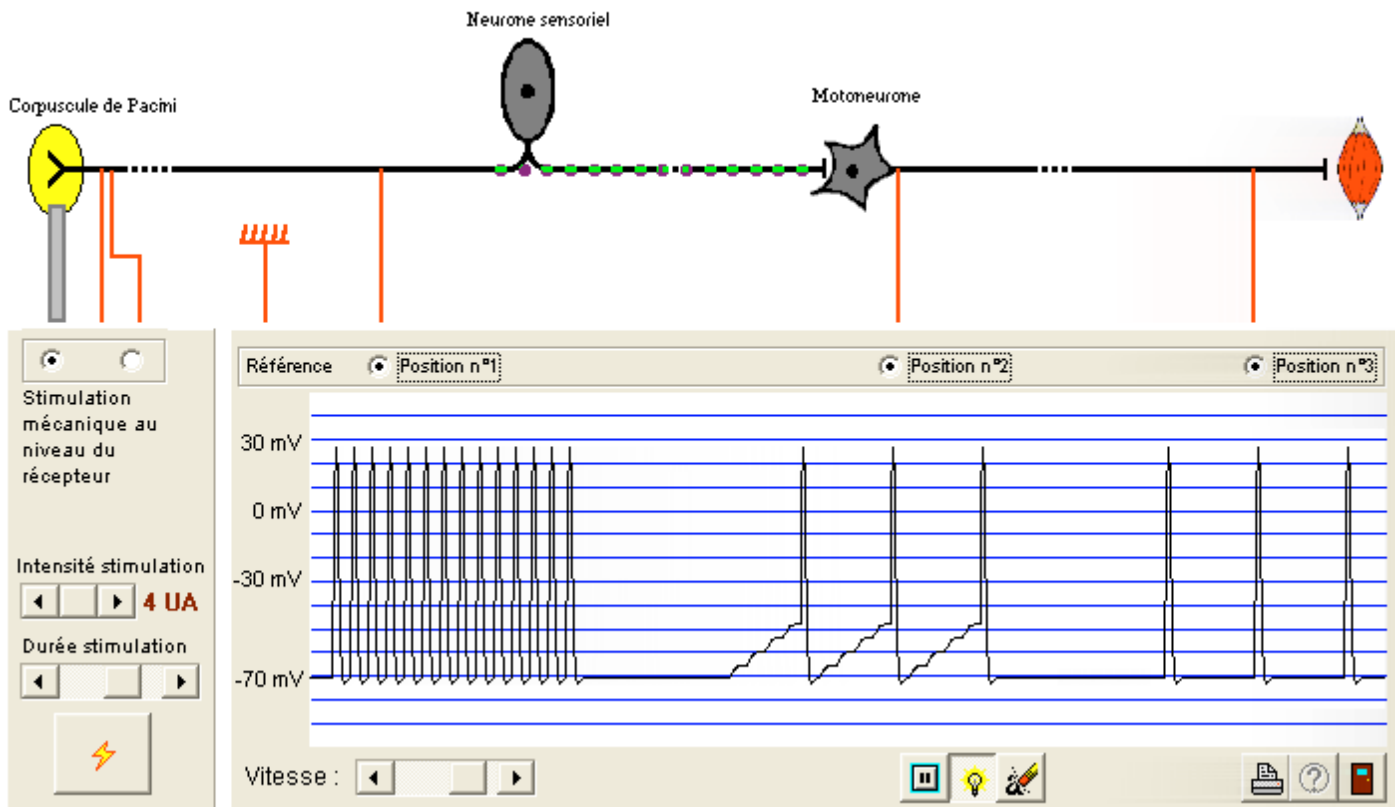 Neurone sensoriel
Corpuscule de Pacini
Motoneurone
Stimulation
mécanique au
niveau du
récepteur
Intensité stimulation
4 UA
Durée stimulation
Référence
Position n°1
Position n°2
Position n°3
30 mV
0 mV
-30 mV
-70 mV
Vitesse :